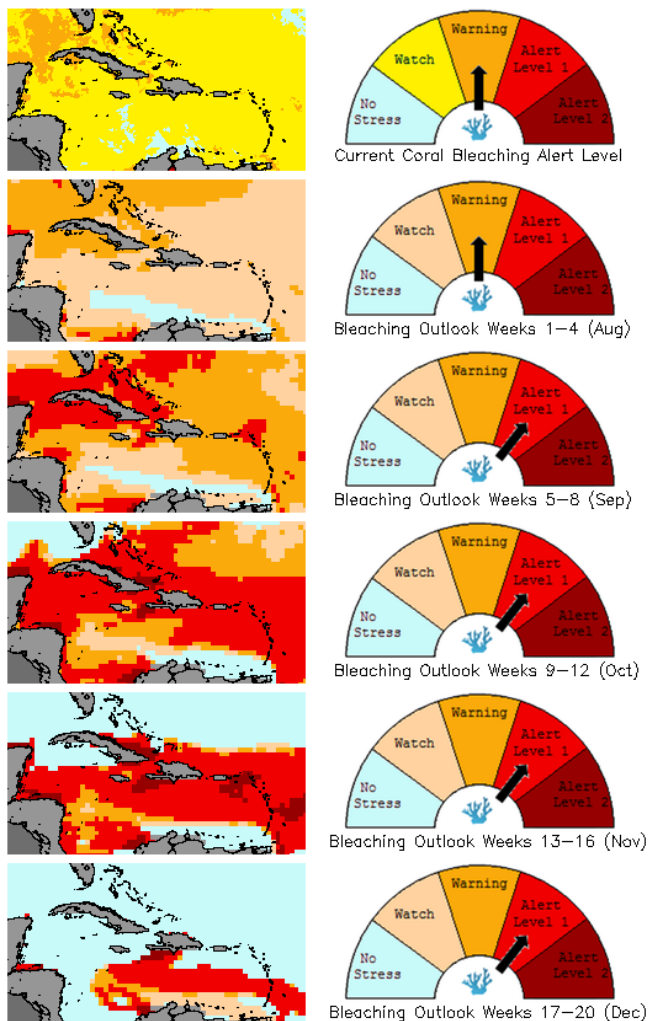 Warning
Watch
Alert
Level 1
No
Stress
Alert
Level 2
Current Coral Bleaching Alert Level
Warning
Watch
Alert
Level 1
No
Stress
Alert
Level 2
Bleaching Outlook Weeks 1-4 (Aug)
Warning
Watch
Alert
Level 1
No
Stress
Alert
Level 2
Bleaching Outlook Weeks 5-8 (Sep)
Warning
Watch
Alert
Level 1
No
Stress
Alert
Level 2
Bleaching Outlook Weeks 9-12 (Oct)
Warning
Watch
Alert
Level 1
No
Stress
Alert
Level 2
Bleaching Outlook Weeks 13-16 (Nov)
Warning
Watch
Alert
Level 1
No
Stress
Alert
Level 2
Bleaching Outlook Weeks 17-20 (Dec)